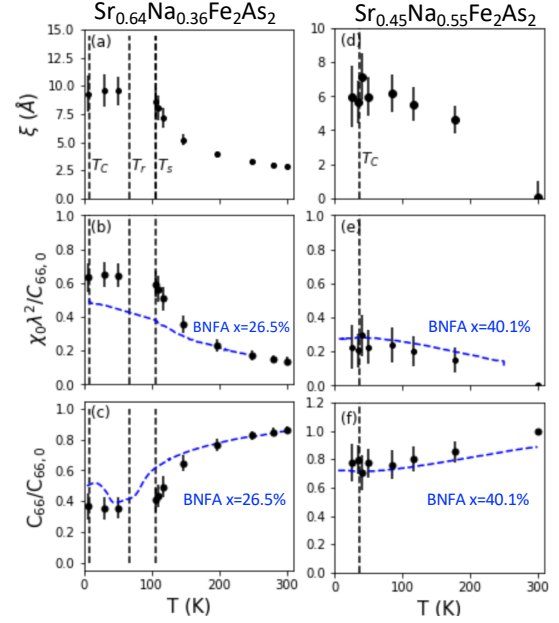 Sr₀.₆₄Na₀.₃₆Fe₂As₂
Sr₀.₄₅Na₀.₅₅Fe₂As₂
(a)
15.0
12.5
10.0
7.5
5.0
2.5
0.0
ξ (Å)
T_C
T_r
T_s
(d)
10
8
6
4
2
0
T_C
(b)
1.0
0.8
0.6
0.4
0.2
0.0
χ₀λ²/C₆₆,₀
BNFA x=26.5%
(e)
1.0
0.8
0.6
0.4
0.2
0.0
BNFA x=40.1%
(c)
1.0
0.8
0.6
0.4
0.2
0.0
C₆₆/C₆₆,₀
BNFA x=26.5%
0
100
200
300
T (K)
(f)
1.2
1.0
0.8
0.6
0.4
0.2
0.0
BNFA x=40.1%
0
100
200
300
T (K)